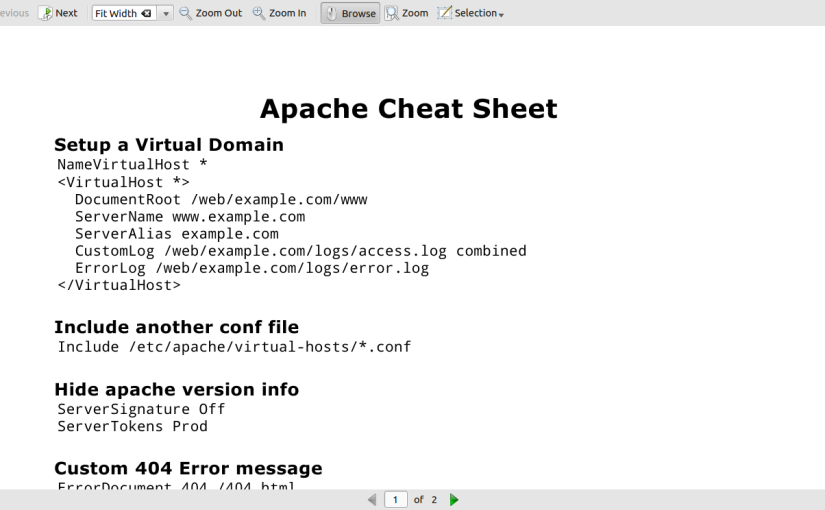 evious Next Fit Width Zoom Out Zoom In Browse Zoom Selection
Apache Cheat Sheet
Setup a Virtual Domain
NameVirtualHost *
<VirtualHost *>
DocumentRoot /web/example.com/www
ServerName www.example.com
ServerAlias example.com
CustomLog /web/example.com/logs/access.log combined
ErrorLog /web/example.com/logs/error.log
</VirtualHost>
Include another conf file
Include /etc/apache/virtual-hosts/*.conf
Hide apache version info
ServerSignature Off
ServerTokens Prod
Custom 404 Error message
ErrorDocument 404 /404.html
1 of 2